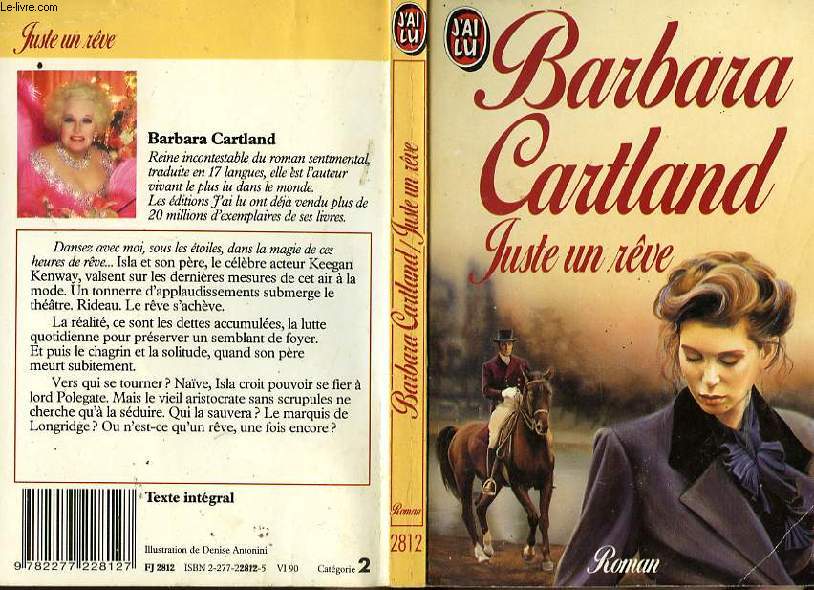 Le-livre.com
Juste un rêve
Barbara Cartland
Reine incontestable du roman sentimental,
traduite en 17 langues, elle est l'auteur
vivant le plus lu dans le monde.
Les éditions J'ai lu ont déjà vendu plus de
20 millions d'exemplaires de ses livres.
Dansez avec moi, sous les étoiles, dans la magie de ces
heures de rêve... Isla et son père, le célèbre acteur Keegan
Kenway, valsent sur les dernières mesures de cet air à la
mode. Un tonnerre d'applaudissements submerge le
théâtre. Rideau. Le rêve s'achève.
La réalité, ce sont les dettes accumulées, la lutte
quotidienne pour préserver un semblant de foyer.
Et puis le chagrin et la solitude, quand son père
meurt subitement.
Vers qui se tourner ? Naïve, Isla croit pouvoir se fier à
lord Polegate. Mais le vieil aristocrate sans scrupules ne
cherche qu'à la séduire. Qui la sauvera ? Le marquis de
Longridge ? Ou n'est-ce qu'un rêve, une fois encore ?
Texte intégral
Illustration de Denise Antonini
9782277228127
FJ 2812 ISBN 2-277-22812-5 VI 90 Catégorie 2
J'AI
LU
Barbara Cartland / Juste un rêve
Roman
2812
J'AI
LU
Barbara
Cartland
Juste un rêve
Roman